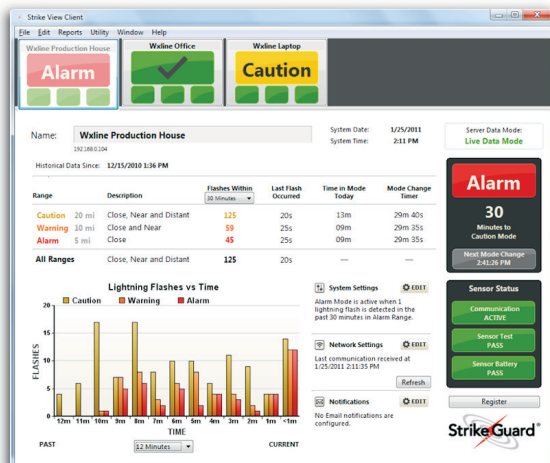 Strike View Client
File Edit Reports Utility Window Help
Wxline Production House
Alarm
Wxline Office
Wxline Laptop
Caution
Name: Wxline Production House
192.168.0.104
System Date: 1/25/2011
System Time: 2:11 PM
Server Data Mode:
Live Data Mode
Historical Data Since: 12/15/2010 1:36 PM
Range Description Flashes Within 30 Minutes Last Flash Occurred Time in Mode Today Mode Change Timer
Caution 20 mi Close, Near and Distant 125 20s 13m 29m 40s
Warning 10 mi Close and Near 59 25s 09m 29m 35s
Alarm 5 mi Close 45 25s 09m 29m 35s
All Ranges Close, Near and Distant 125 20s — —
Alarm
30
Minutes to
Caution Mode
Next Mode Change
2:41:26 PM
Lightning Flashes vs Time
Caution Warning Alarm
FLASHES
20
15
10
5
0
12m 11m 10m 9m 8m 7m 6m 5m 4m 3m 2m 1m <1m
TIME
PAST 12 Minutes CURRENT
System Settings EDIT
Alarm Mode is active when 1
lightning flash is detected in the
past 30 minutes in Alarm Range.
Network Settings EDIT
Last communication received at
1/25/2011 2:11:35 PM
Refresh
Notifications EDIT
No Email notifications are
configured.
Sensor Status
Communication
ACTIVE
Sensor Test
PASS
Sensor Battery
PASS
Register
StrikeGuard®